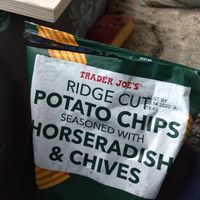 TRADER JOE'S
RIDGE CUT
POTATO CHIPS
SEASONED WITH
HORSERADISH
& CHIVES